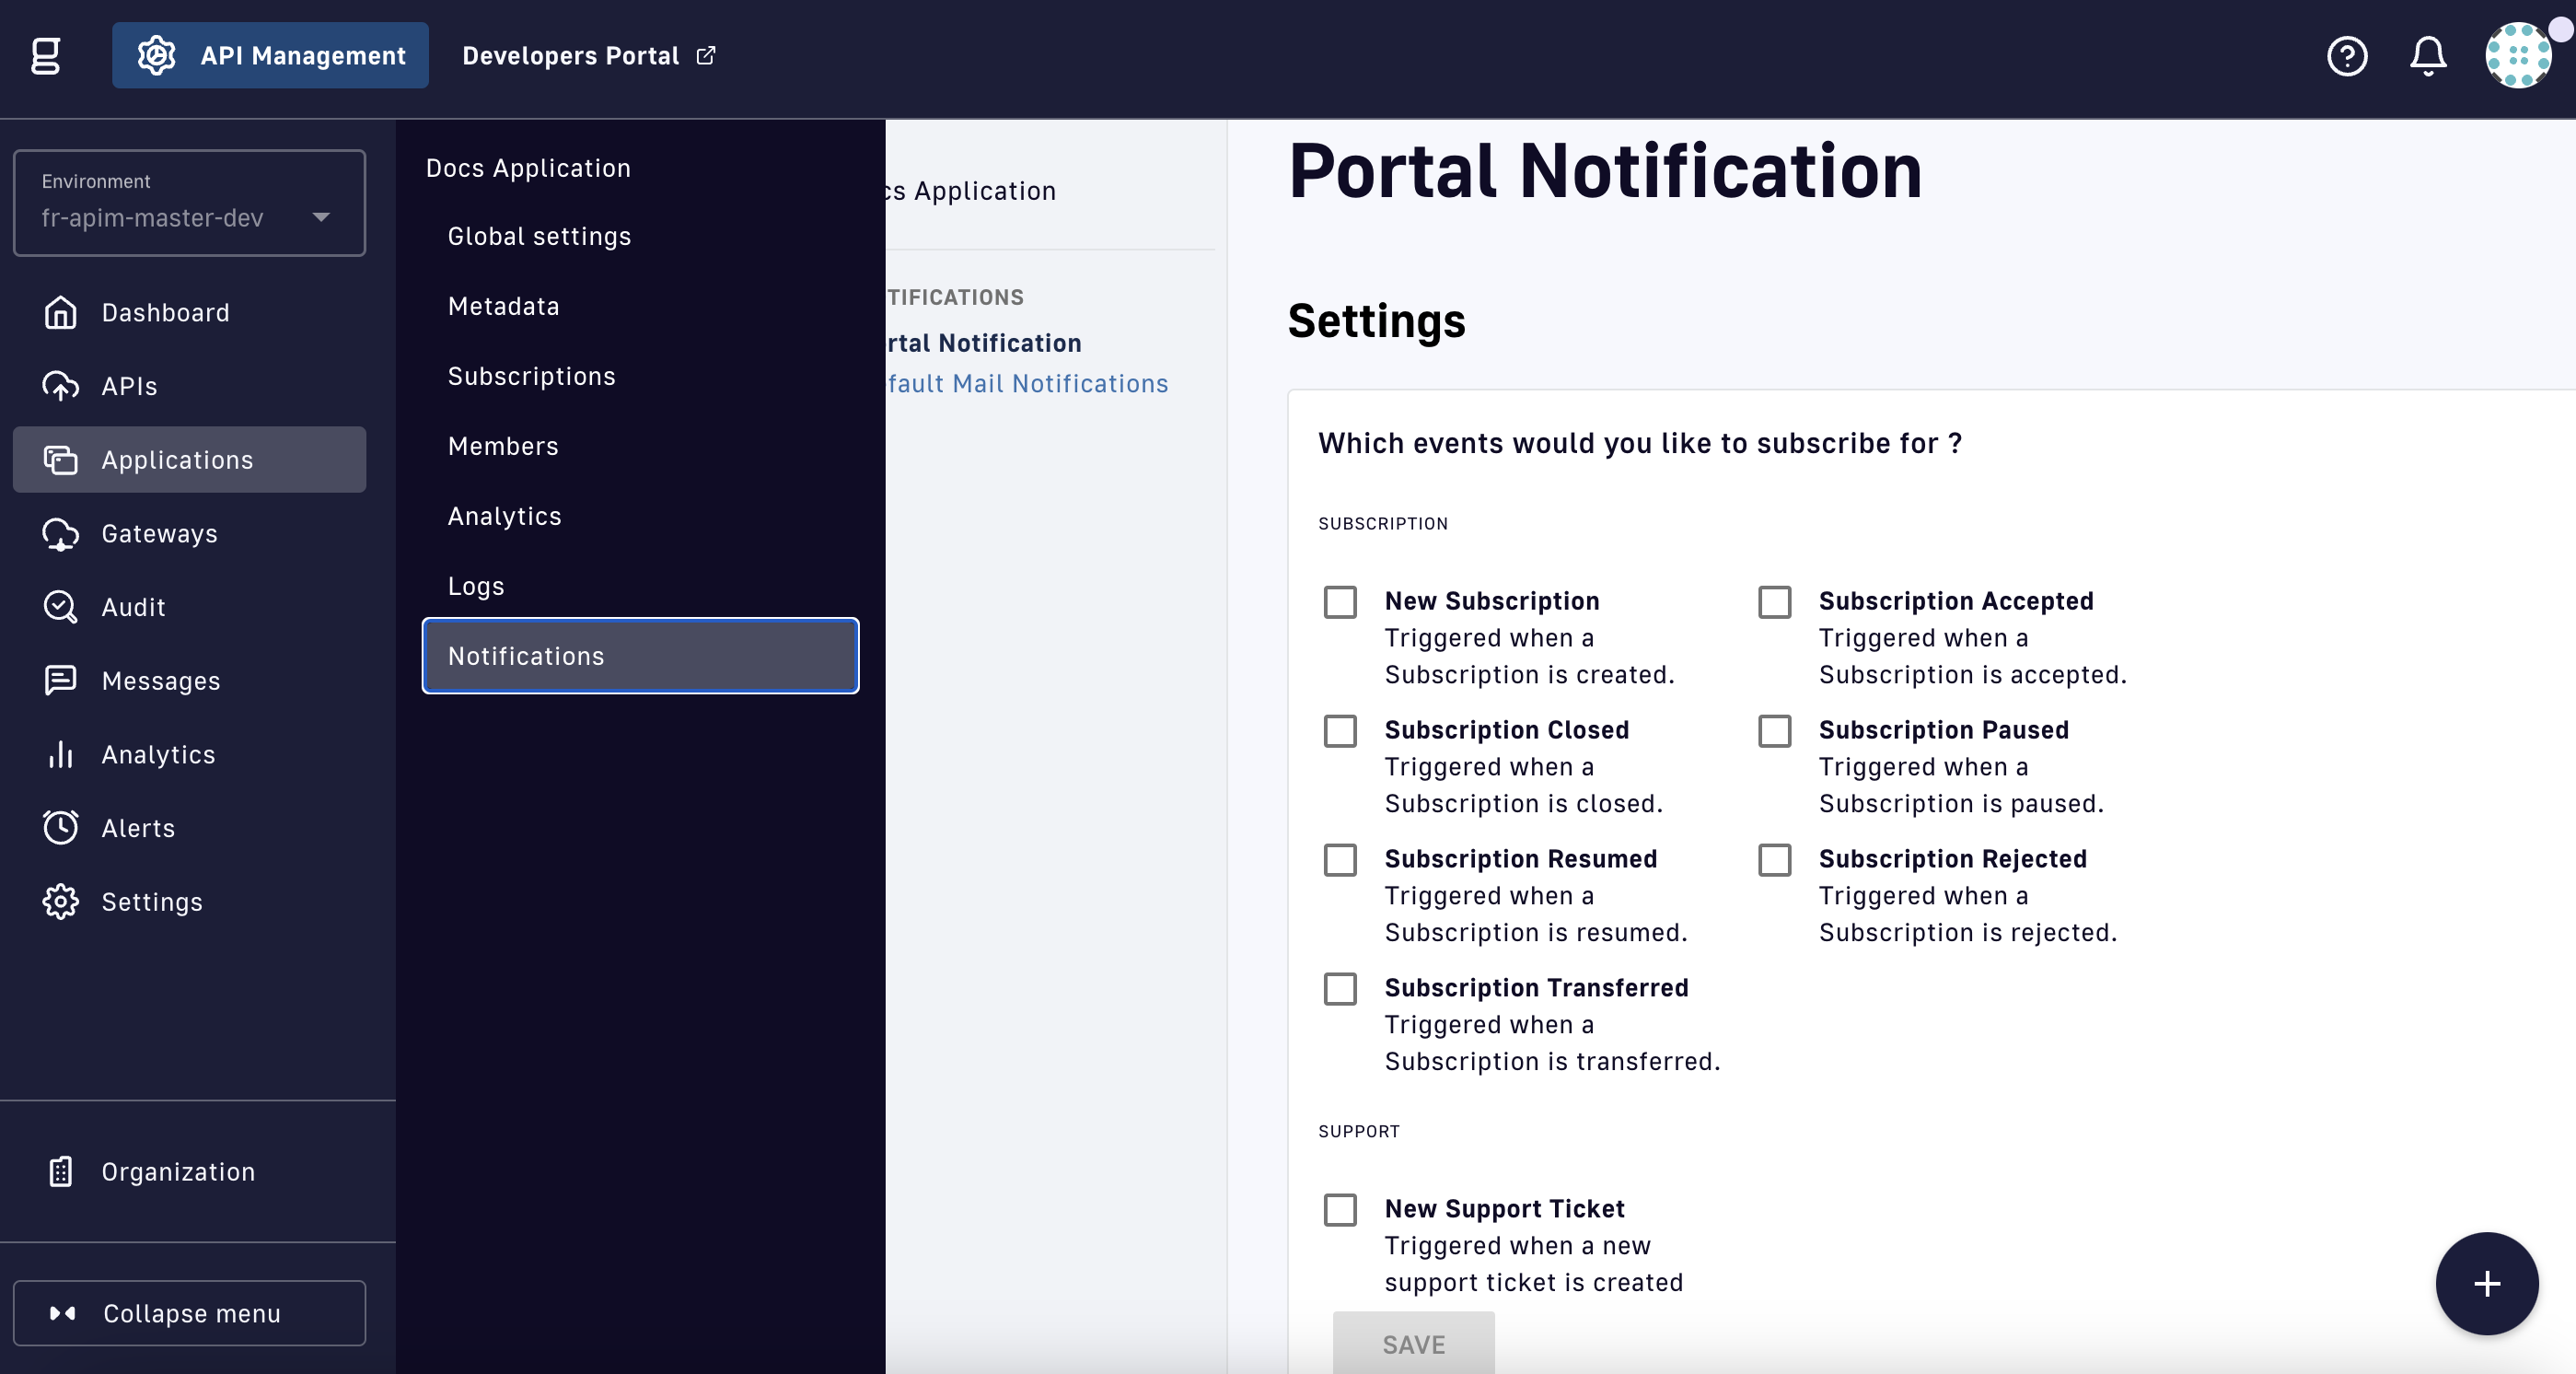 API Management
Developers Portal
Environment
fr-apim-master-dev
Dashboard
APIs
Applications
Gateways
Audit
Messages
Analytics
Alerts
Settings
Organization
Collapse menu
Docs Application
Global settings
Metadata
Subscriptions
Members
Analytics
Logs
Notifications
cs Application
TIFICATIONS
rtal Notification
fault Mail Notifications
Portal Notification
Settings
Which events would you like to subscribe for ?
SUBSCRIPTION
New Subscription
Triggered when a
Subscription is created.
Subscription Accepted
Triggered when a
Subscription is accepted.
Subscription Closed
Triggered when a
Subscription is closed.
Subscription Paused
Triggered when a
Subscription is paused.
Subscription Resumed
Triggered when a
Subscription is resumed.
Subscription Rejected
Triggered when a
Subscription is rejected.
Subscription Transferred
Triggered when a
Subscription is transferred.
SUPPORT
New Support Ticket
Triggered when a new
support ticket is created
SAVE